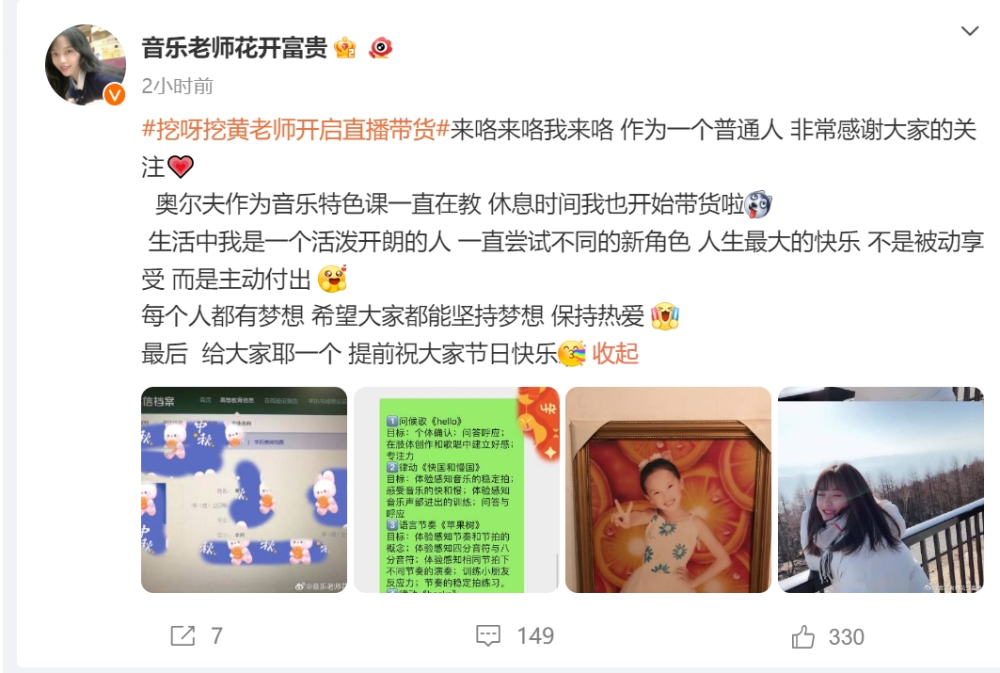 音乐老师花开富贵
2小时前
#挖呀挖黄老师开启直播带货#来咯来咯我来咯 作为一个普通人 非常感谢大家的关
注
奥尔夫作为音乐特色课一直在教 休息时间我也开始带货啦
生活中我是一个活泼开朗的人 一直尝试不同的新角色 人生最大的快乐 不是被动享
受 而是主动付出
每个人都有梦想 希望大家都能坚持梦想 保持热爱
最后 给大家耶一个 提前祝大家节日快乐 收起
信档案
中秋
1问候歌《hello》
目标：个体确认；问答呼应；
在肢体创作和歌唱中建立好感；
专注力
2律动《快国和慢国》
目标：体验感知音乐的稳定拍；
感受音乐的快和慢；体验感知
音乐声部进出的训练；问答与
呼应
3语言节奏《苹果树》
目标：体验感知节奏和节拍的
概念；体验感知四分音符与八
分音符；体验感知相同节拍下
不同节奏的演奏；训练小朋友
反应力；节奏的稳定拍练习。
7
149
330